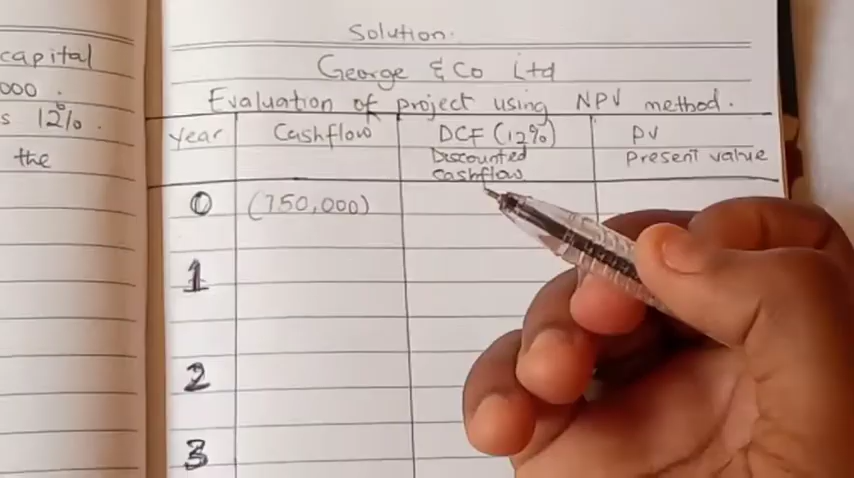 capital
000.
s 12%.
the
Solution.
George & Co Ltd
Evaluation of project using NPV method.
year Cashflow DCF (12%) PV
Discounted cashflow Present value
0 (750,000)
1
2
3